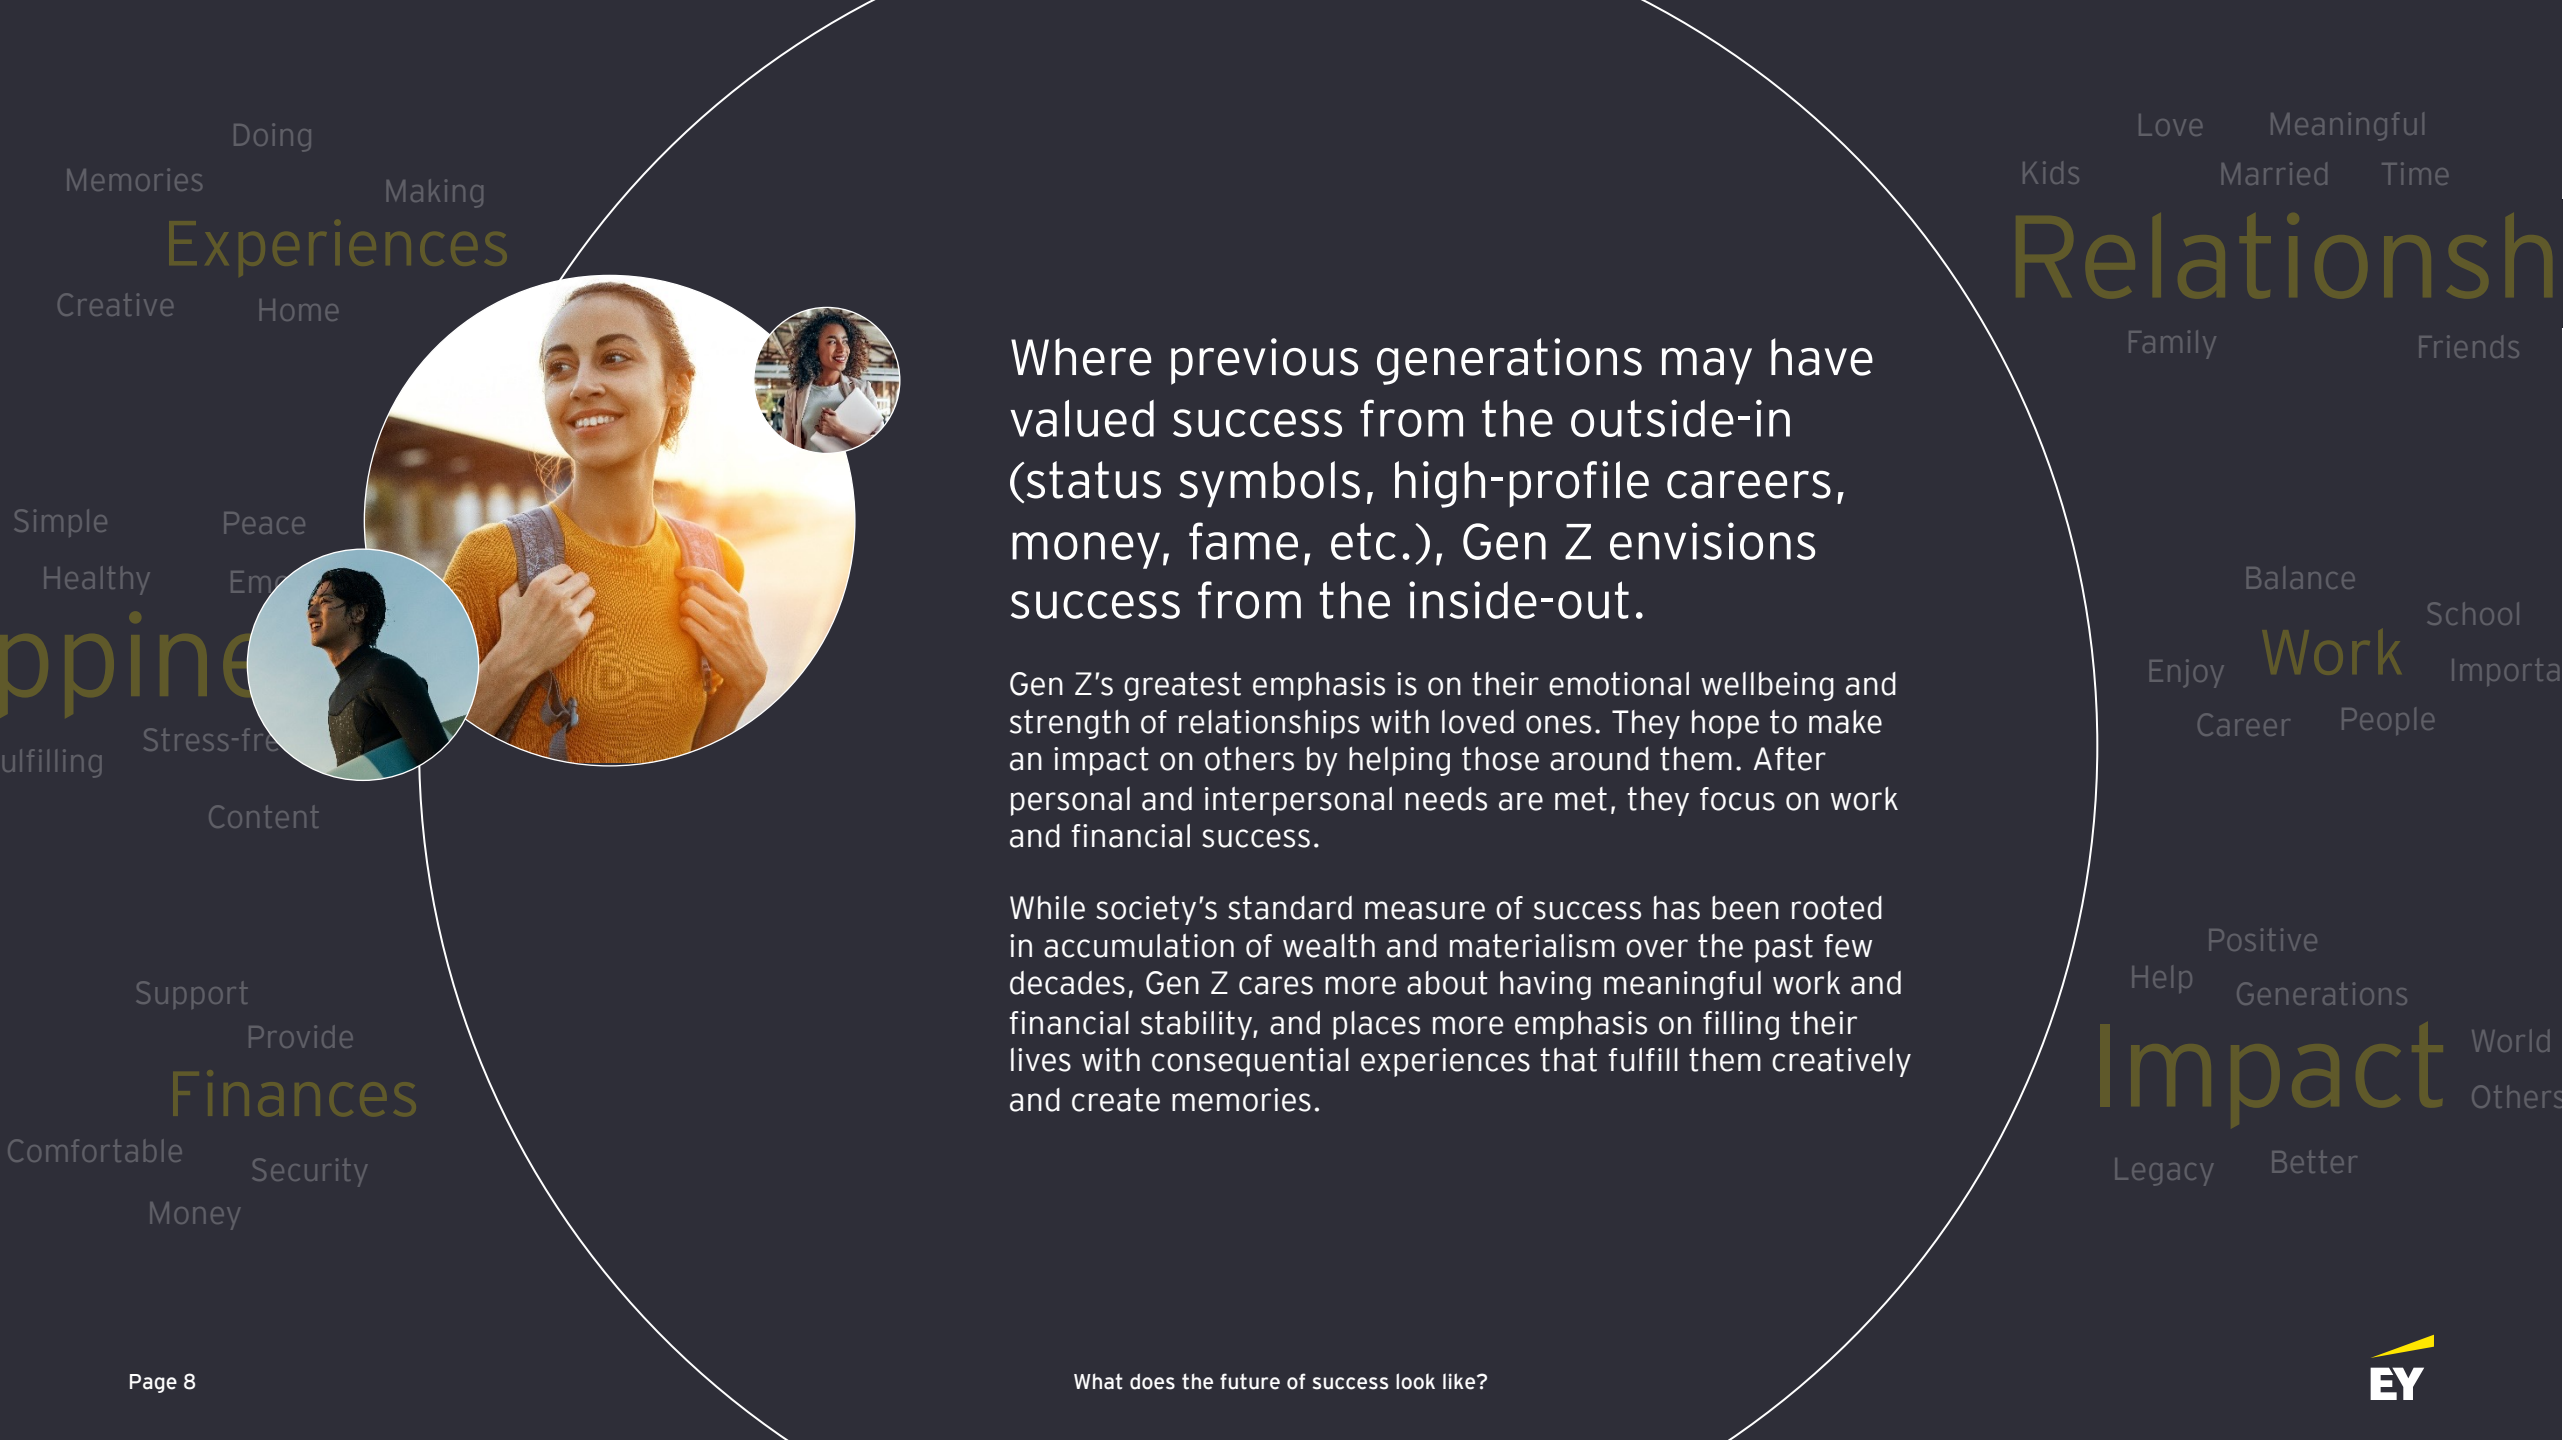 Doing
Memories
Making
Experiences
Creative
Home
Simple
Peace
Healthy
Emo
ppine
Stress-fre
ulfilling
Content
Support
Provide
Finances
Comfortable
Security
Money
Where previous generations may have
valued success from the outside-in
(status symbols, high-profile careers,
money, fame, etc.), Gen Z envisions
success from the inside-out.
Gen Z’s greatest emphasis is on their emotional wellbeing and
strength of relationships with loved ones. They hope to make
an impact on others by helping those around them. After
personal and interpersonal needs are met, they focus on work
and financial success.
While society’s standard measure of success has been rooted
in accumulation of wealth and materialism over the past few
decades, Gen Z cares more about having meaningful work and
financial stability, and places more emphasis on filling their
lives with consequential experiences that fulfill them creatively
and create memories.
Love Meaningful
Kids Married Time
Relationsh
Family Friends
Balance
School
Work
Enjoy Importa
Career People
Positive
Help
Generations
Impact
World
Others
Legacy Better
Page 8
What does the future of success look like?
EY